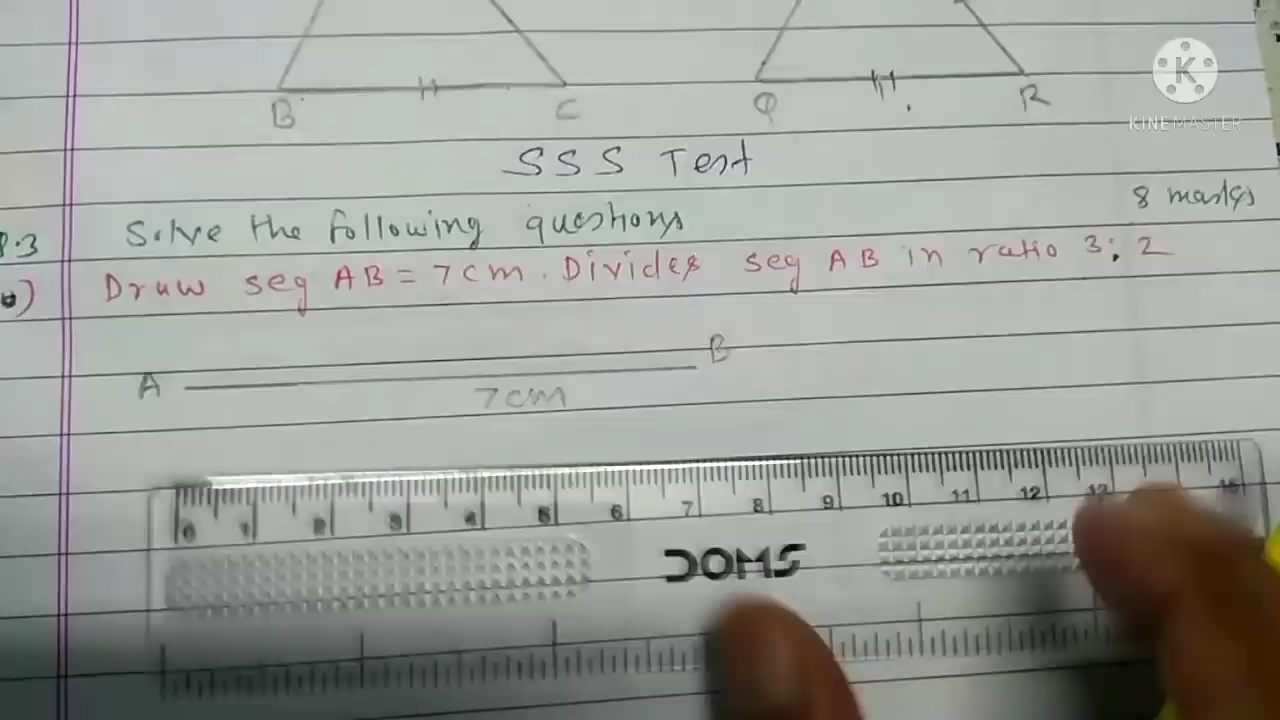 B C Q R
KINEMASTER
SSS Test
8 marks
Q.3 Solve the following questions
Draw seg AB = 7cm. Divides seg AB in ratio 3:2
A B
7cm
0 1 2 3 4 5 6 7 8 9 10 11 12 13 15
DOMS